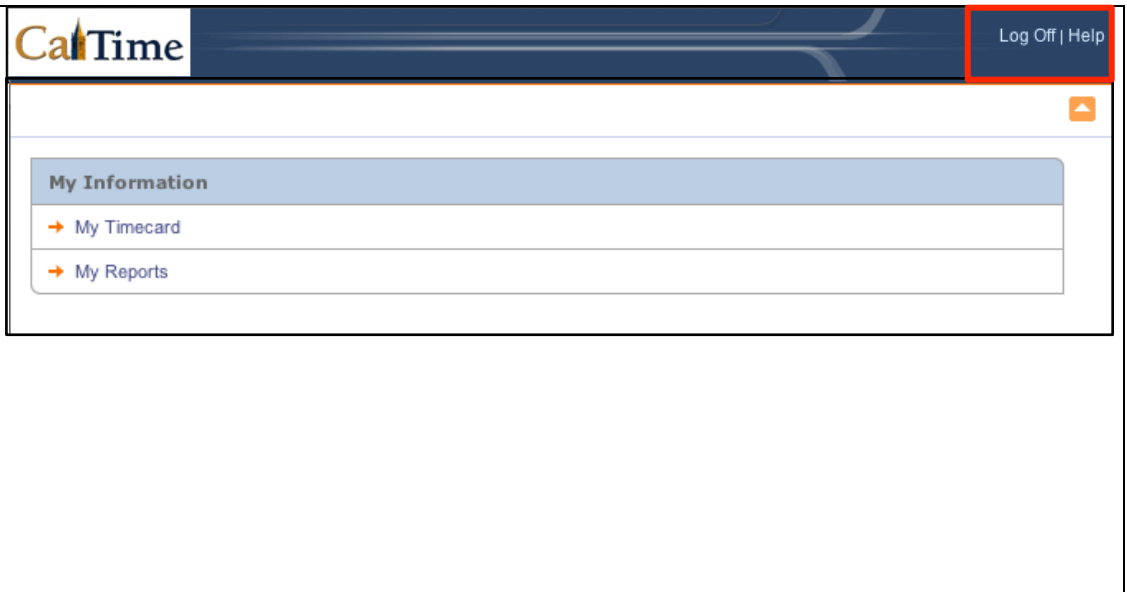 CalTime
Log Off | Help
My Information
My Timecard
My Reports